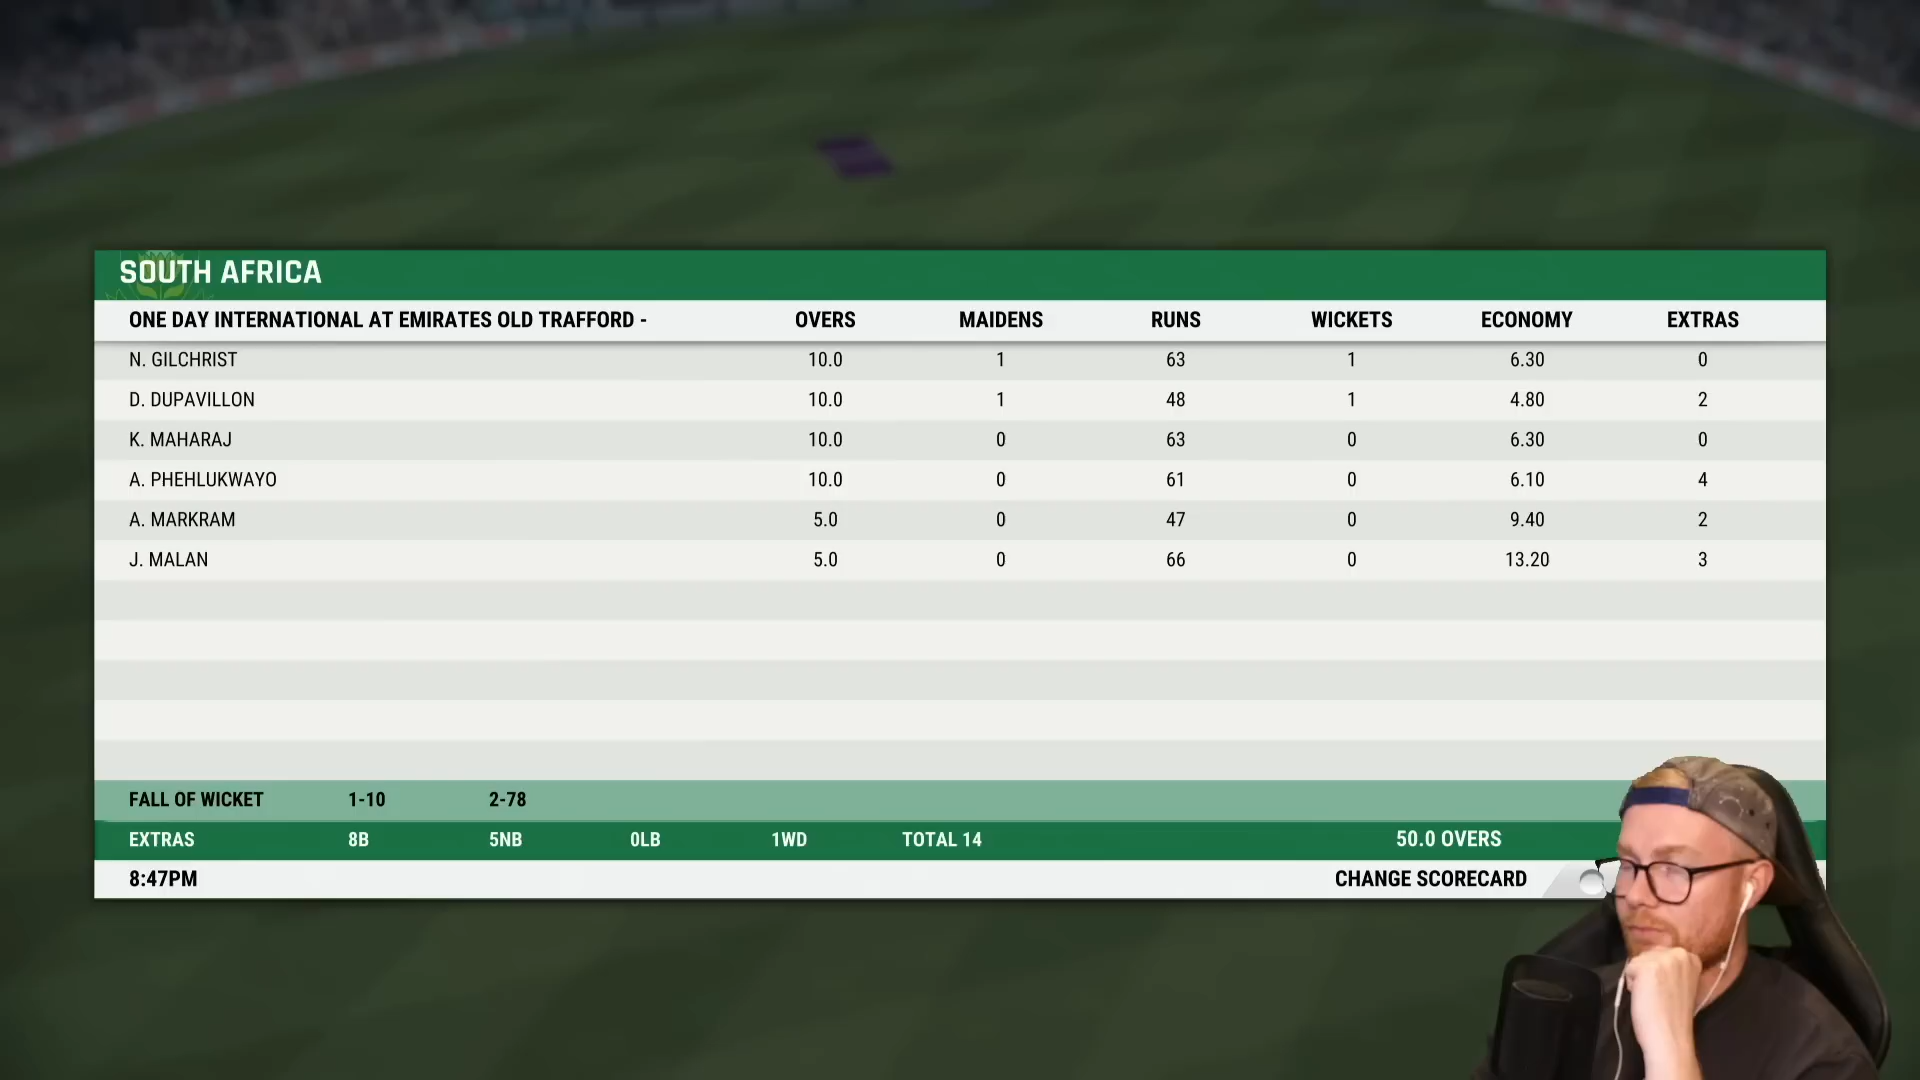 SOUTH AFRICA
ONE DAY INTERNATIONAL AT EMIRATES OLD TRAFFORD - OVERS MAIDENS RUNS WICKETS ECONOMY EXTRAS
N. GILCHRIST 10.0 1 63 1 6.30 0
D. DUPAVILLON 10.0 1 48 1 4.80 2
K. MAHARAJ 10.0 0 63 0 6.30 0
A. PHEHLUKWAYO 10.0 0 61 0 6.10 4
A. MARKRAM 5.0 0 47 0 9.40 2
J. MALAN 5.0 0 66 0 13.20 3
FALL OF WICKET 1-10 2-78
EXTRAS 8B 5NB 0LB 1WD TOTAL 14 50.0 OVERS
8:47PM CHANGE SCORECARD